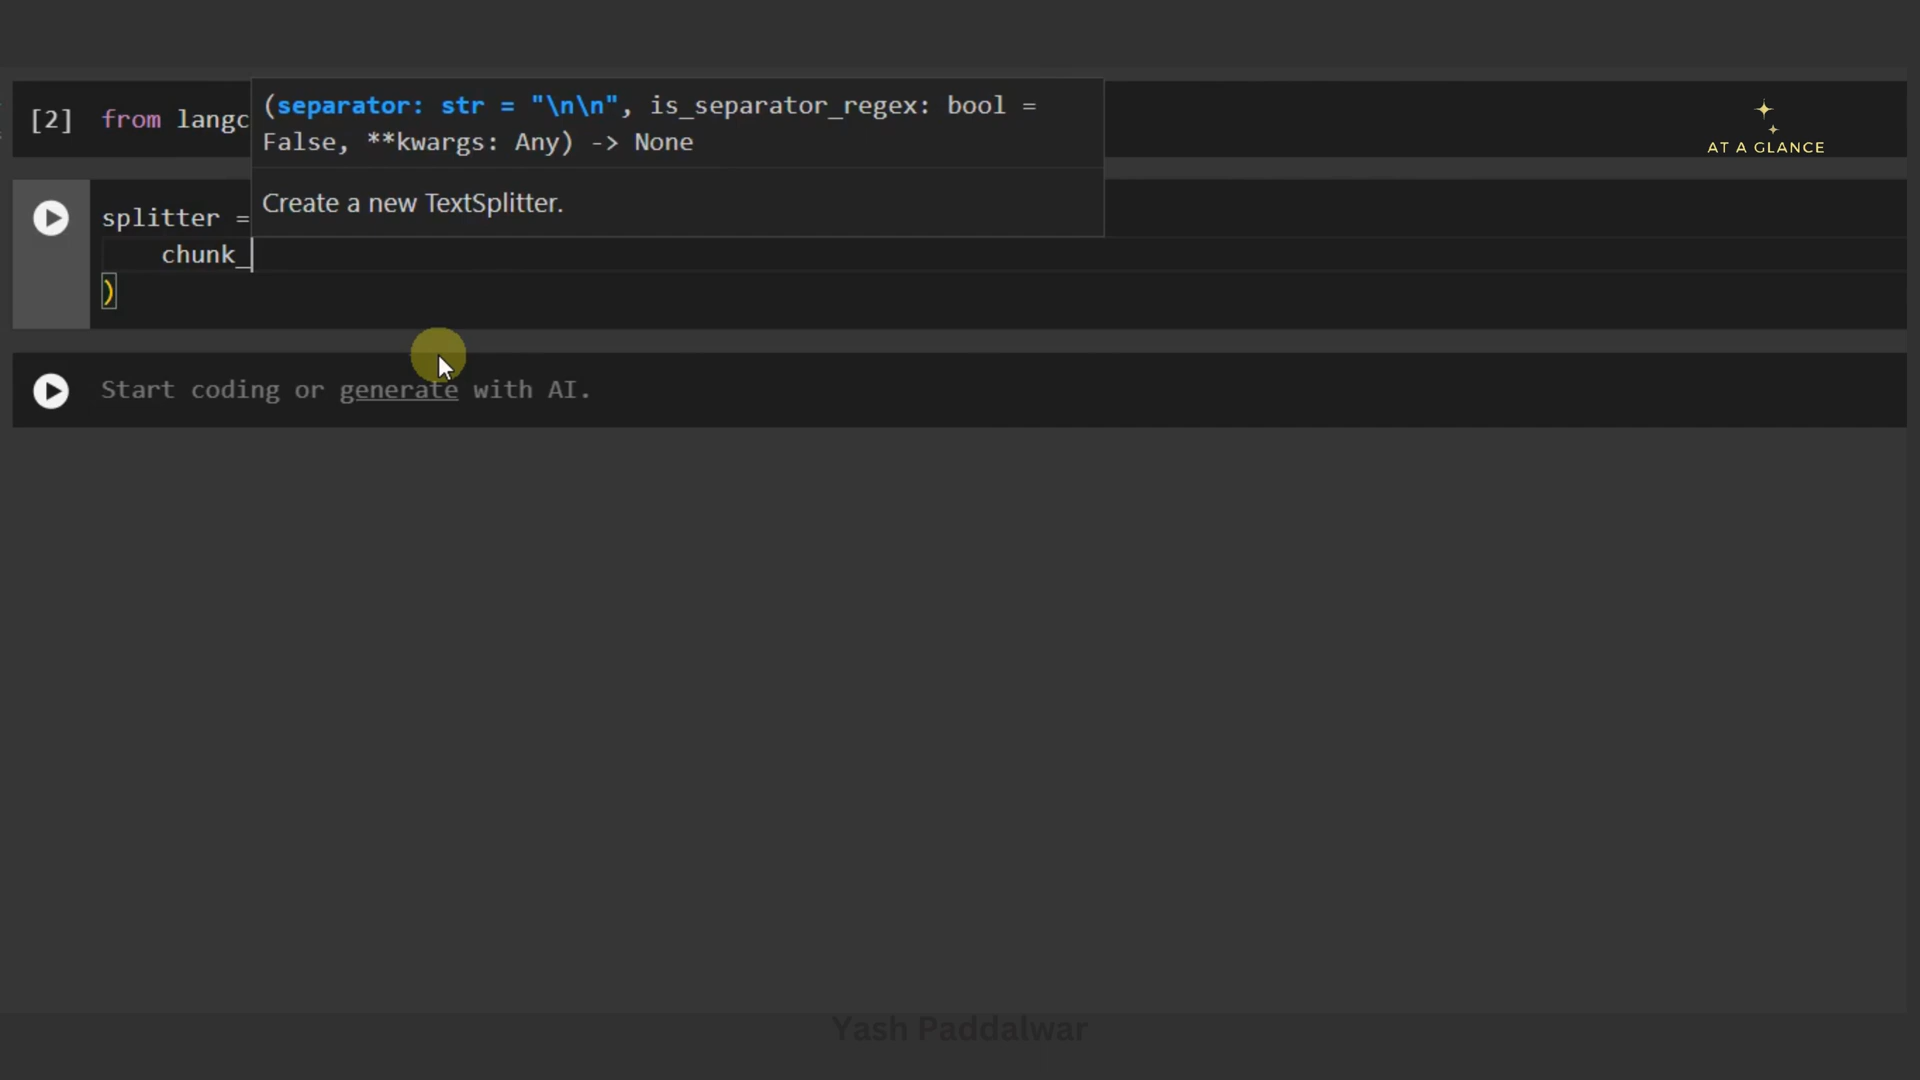 (separator: str = "\n\n", is_separator_regex: bool =
False, **kwargs: Any) -> None
[2] from langc
AT A GLANCE
Create a new TextSplitter.
splitter =
chunk_
)
Start coding or generate with AI.
Yash Paddalwar